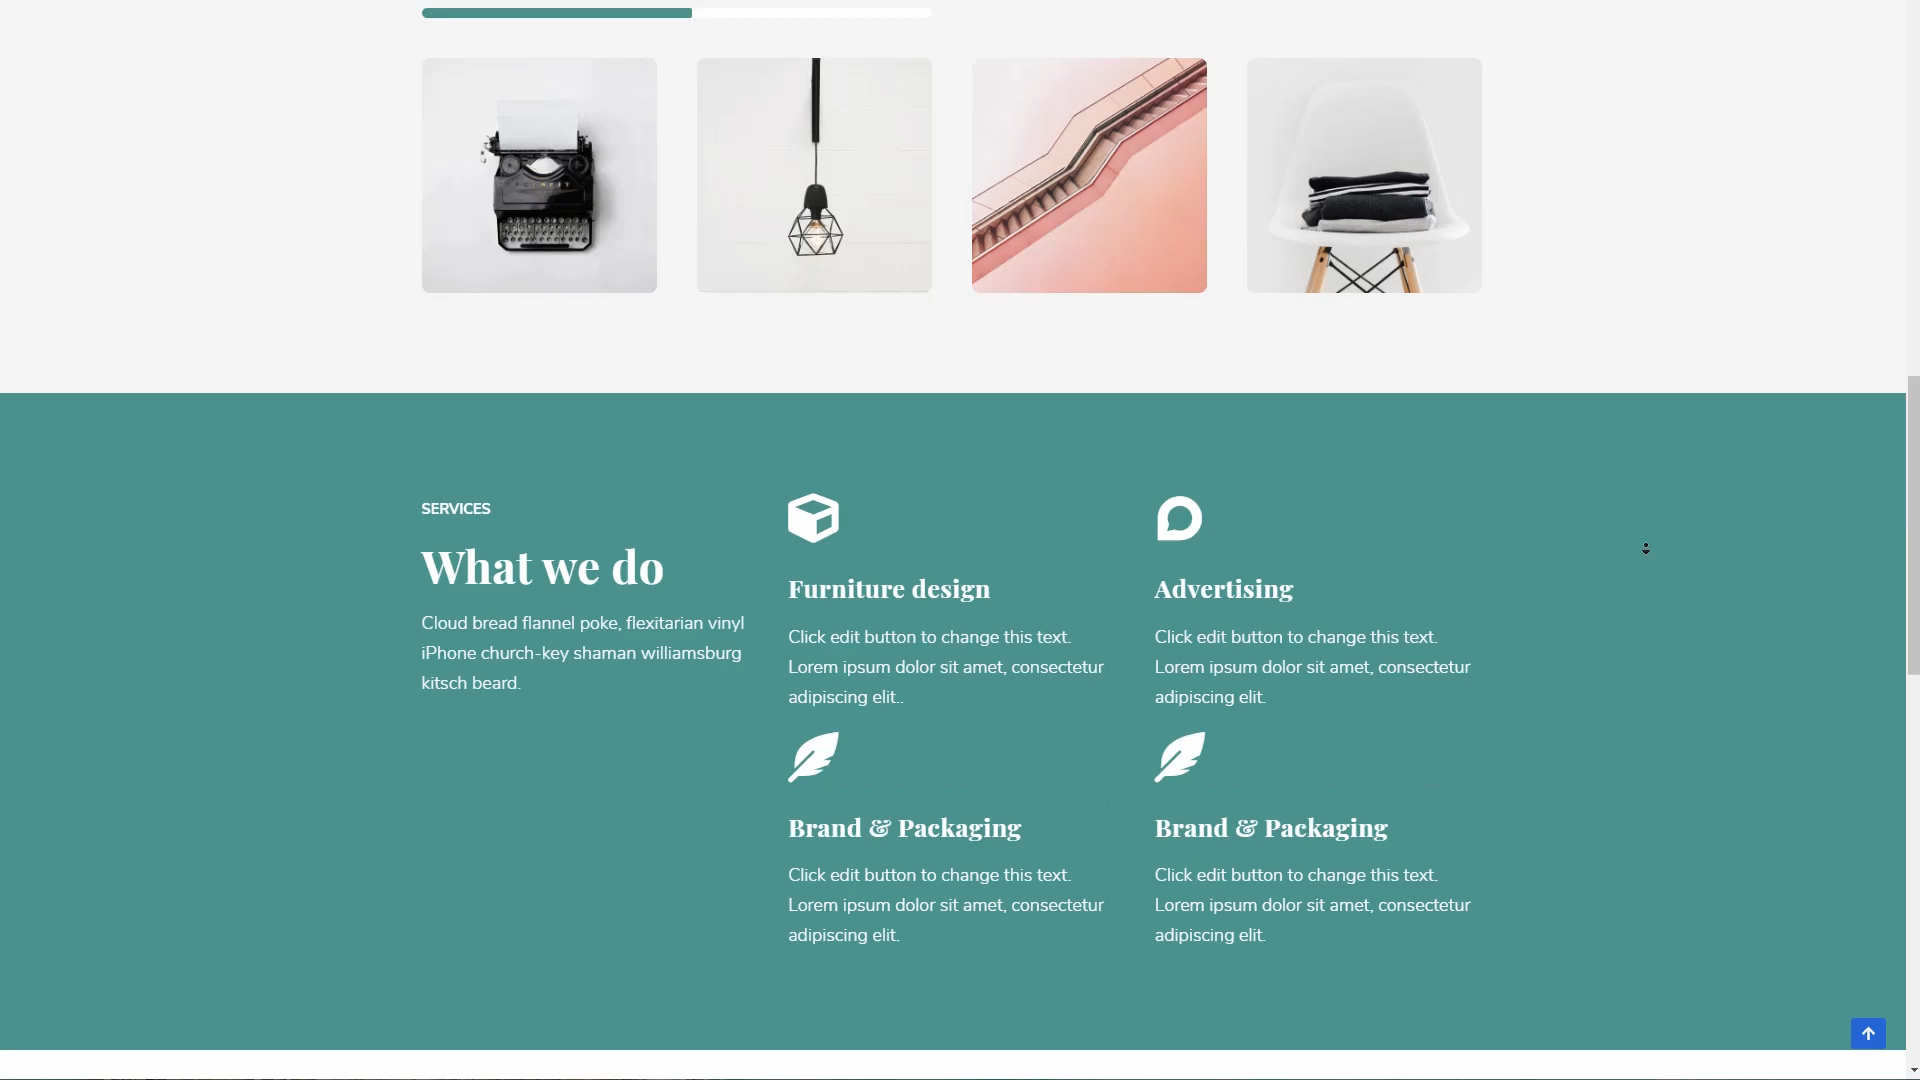 SERVICES
What we do
Cloud bread flannel poke, flexitarian vinyl
iPhone church-key shaman williamsburg
kitsch beard.
Furniture design
Click edit button to change this text.
Lorem ipsum dolor sit amet, consectetur
adipiscing elit..
Advertising
Click edit button to change this text.
Lorem ipsum dolor sit amet, consectetur
adipiscing elit.
Brand & Packaging
Click edit button to change this text.
Lorem ipsum dolor sit amet, consectetur
adipiscing elit.
Brand & Packaging
Click edit button to change this text.
Lorem ipsum dolor sit amet, consectetur
adipiscing elit.